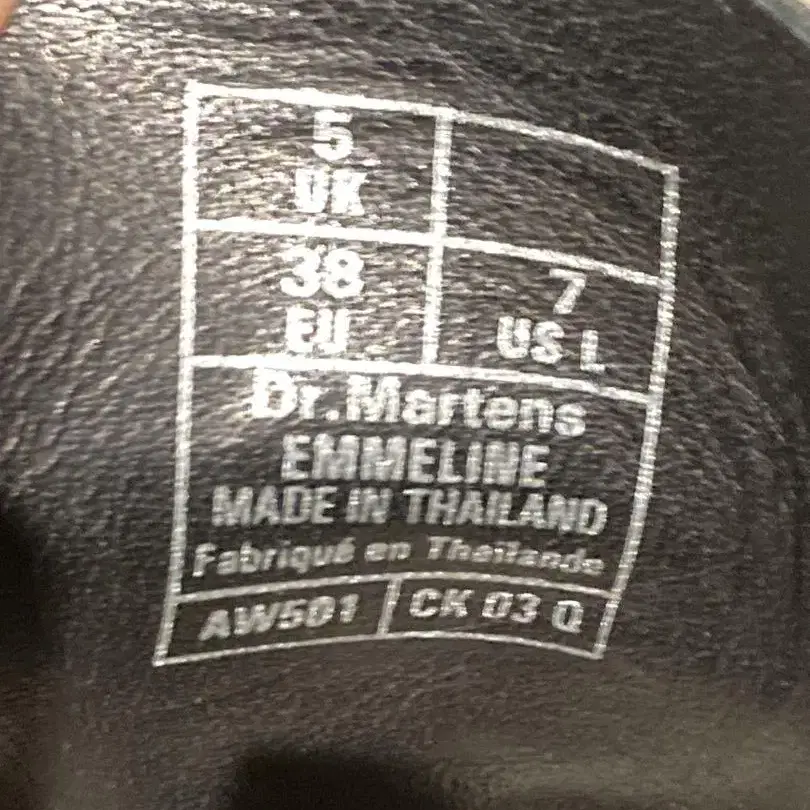 5
UK
38
EU
7
US L
Dr.Martens
EMMELINE
MADE IN THAILAND
Fabriqué en Thaïlande
AW501
CK 03 Q